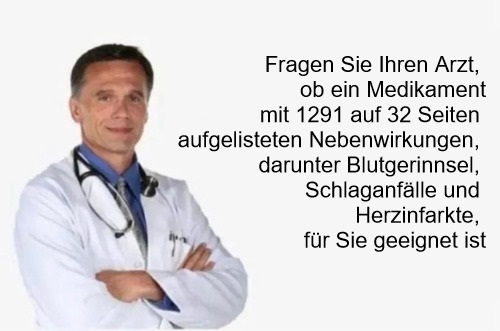 Fragen Sie Ihren Arzt,
ob ein Medikament
mit 1291 auf 32 Seiten
aufgelisteten Nebenwirkungen,
darunter Blutgerinnsel,
Schlaganfälle und
Herzinfarkte,
für Sie geeignet ist